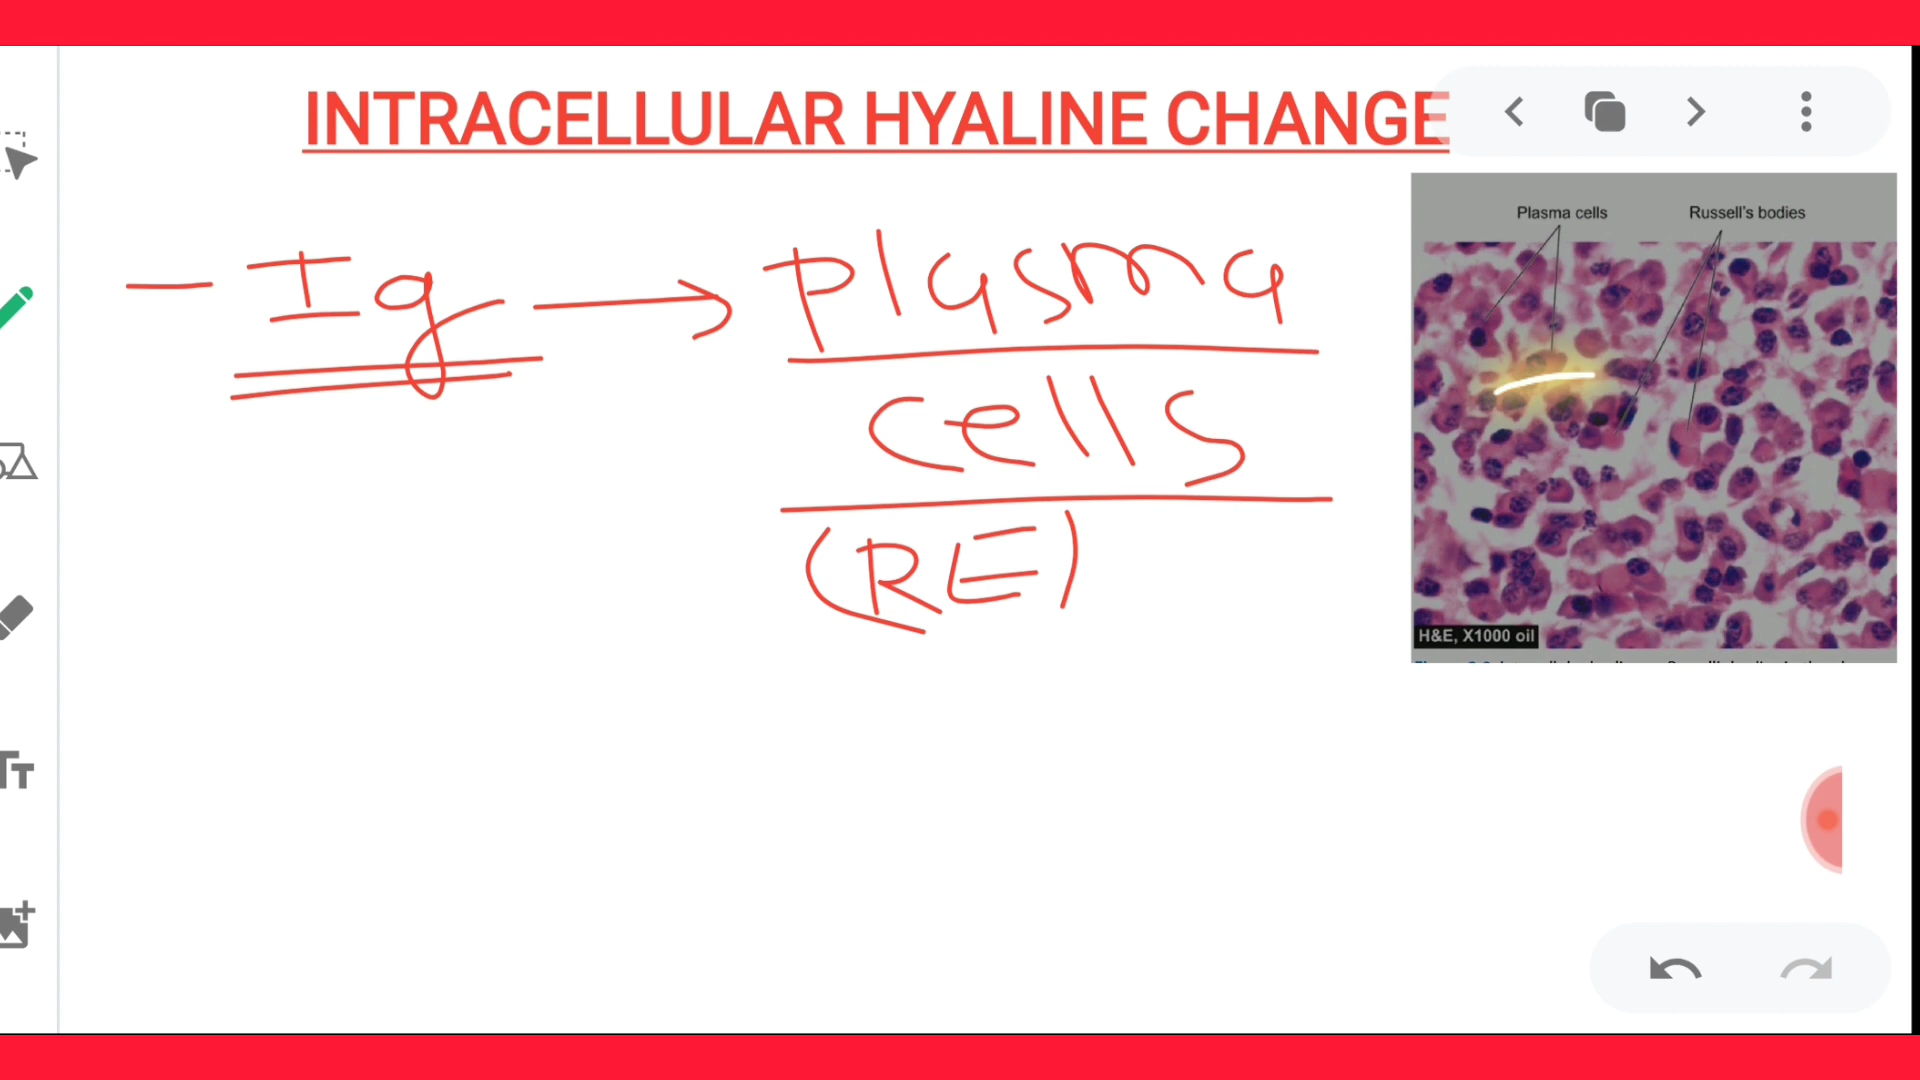 INTRACELLULAR HYALINE CHANGE
Plasma cells Russell's bodies
- Ig → plasma
cells
(RE)
H&E, X1000 oil